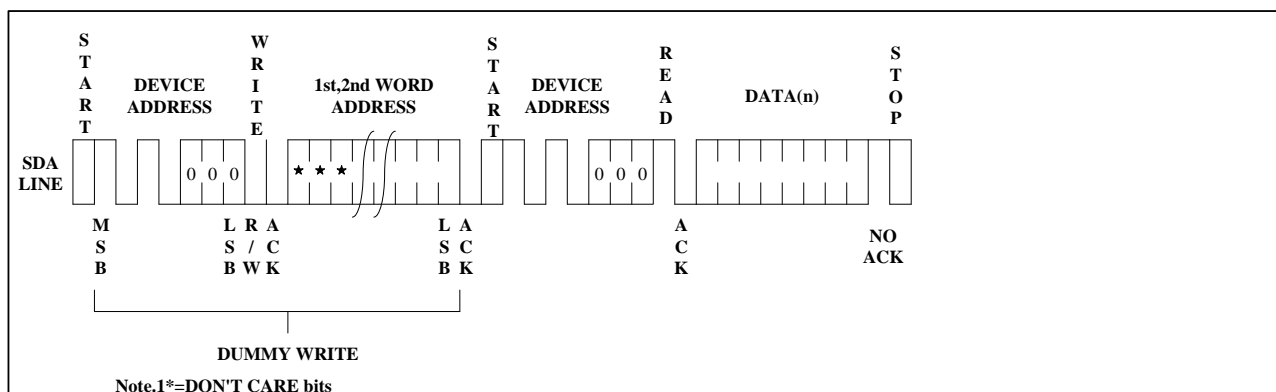 START
WRITE
START
READ
STOP
DEVICE
ADDRESS
1st,2nd WORD
ADDRESS
DEVICE
ADDRESS
DATA(n)
SDA
LINE
0 0 0
★ ★ ★
0 0 0
MSB
LSB
R/W
ACK
LSB
ACK
ACK
NO
ACK
DUMMY WRITE
Note.1*=DON'T CARE bits